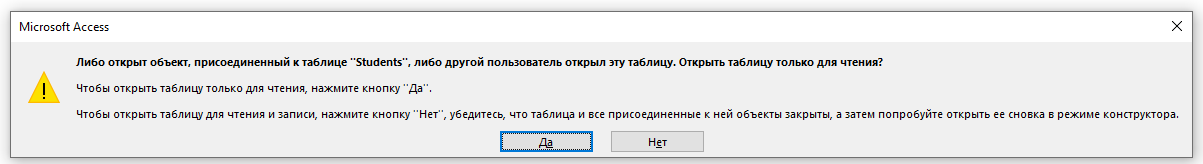 Microsoft Access
Либо открыт объект, присоединенный к таблице "Students", либо другой пользователь открыл эту таблицу. Открыть таблицу только для чтения?
Чтобы открыть таблицу только для чтения, нажмите кнопку "Да".
Чтобы открыть таблицу для чтения и записи, нажмите кнопку "Нет", убедитесь, что таблица и все присоединенные к ней объекты закрыты, а затем попробуйте открыть ее сновка в режиме конструктора.
Да
Нет